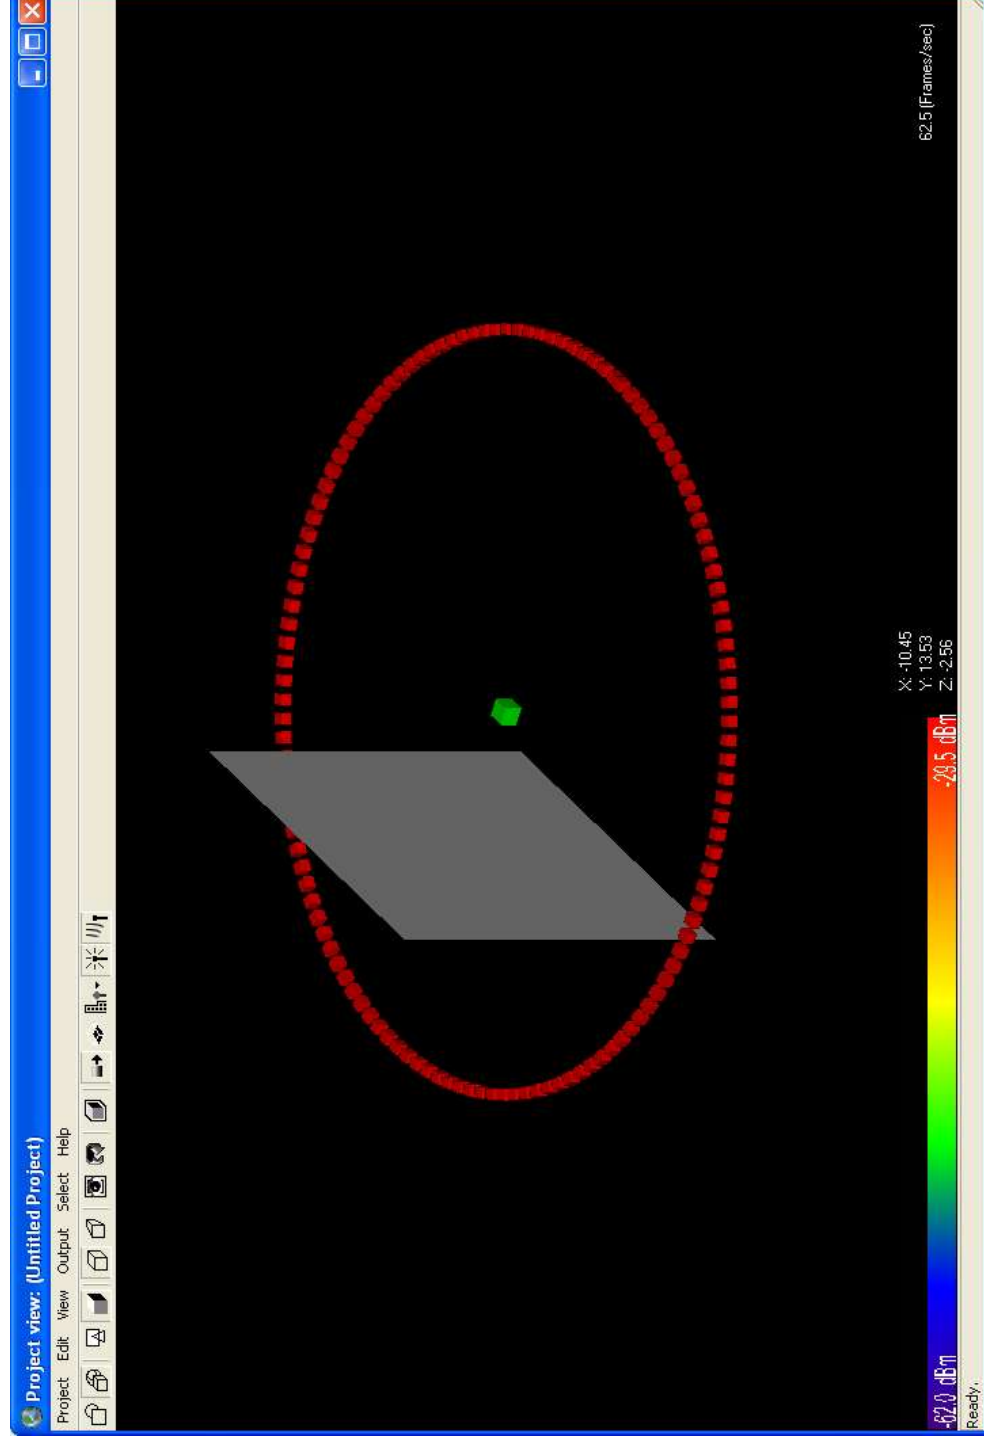 Project view: (Untitled Project)
Project Edit View Output Select Help
62.5 (Frames/sec)
X: -10.45
Y: 13.53
Z: -2.56
-62.0 dBm -29.5 dBm
Ready.